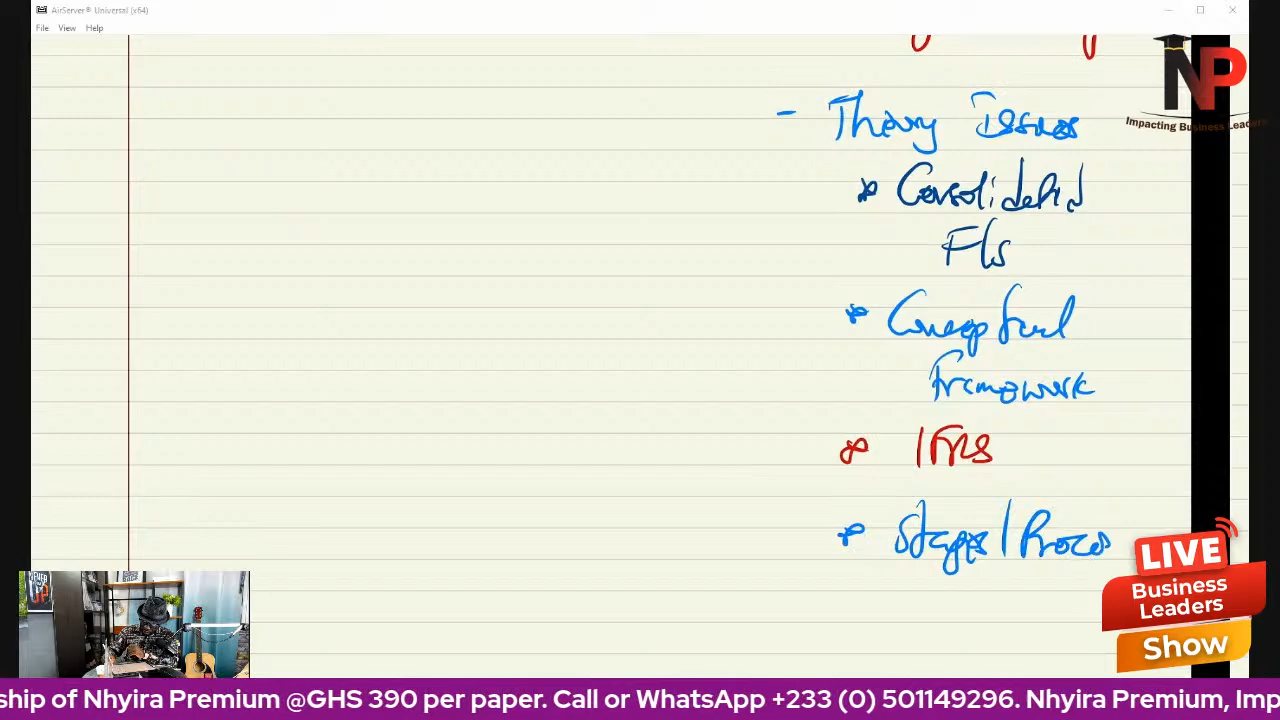 AirServer® Universal (x64)
File View Help
NP
Impacting Business Leaders
- Theory Issues
* Consolidated
F/s
* Conceptual
framework
* IFRS
* Stages / Process
LIVE
Business
Leaders
Show
ship of Nhyira Premium @GHS 390 per paper. Call or WhatsApp +233 (0) 501149296. Nhyira Premium, Imp